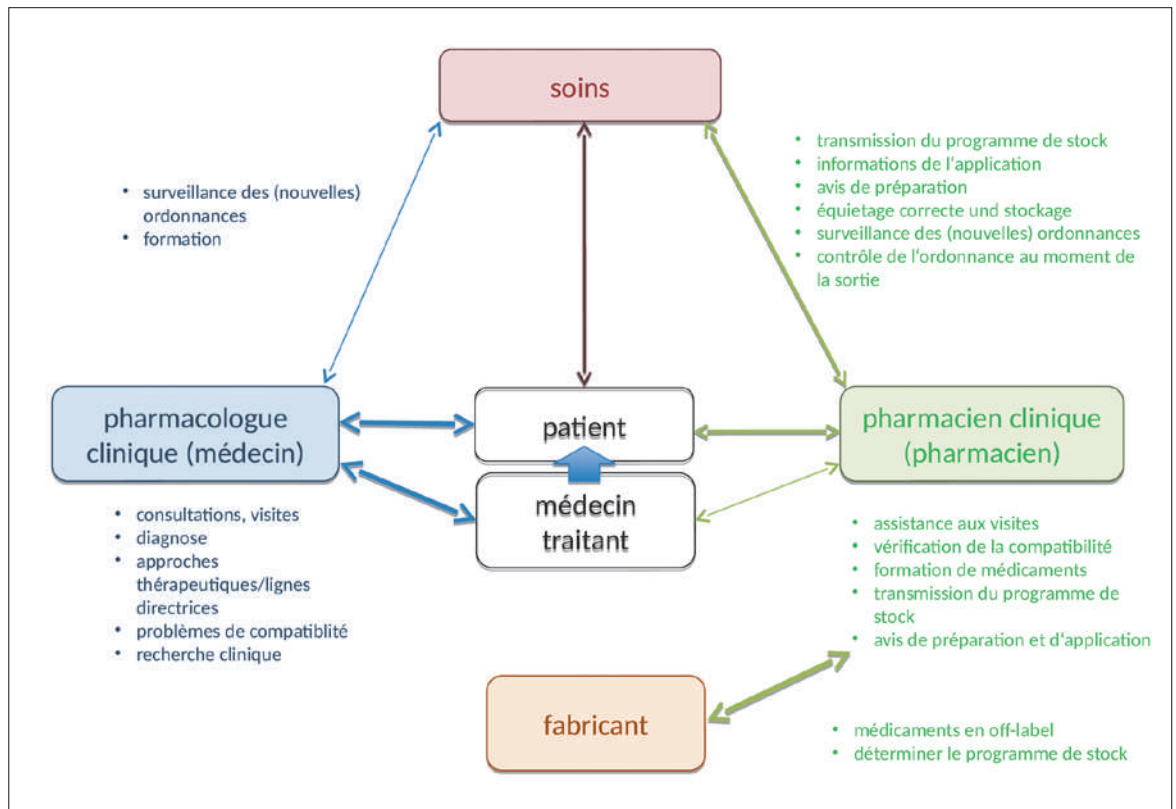 soins
• surveillance des (nouvelles)
ordonnances
• formation
• transmission du programme de stock
• informations de l'application
• avis de préparation
• équietage correcte und stockage
• surveillance des (nouvelles) ordonnances
• contrôle de l'ordonnance au moment de
la sortie
pharmacologue
clinique (médecin)
patient
médecin
traitant
pharmacien clinique
(pharmacien)
• consultations, visites
• diagnose
• approches
thérapeutiques/lignes
directrices
• problèmes de compatiblité
• recherche clinique
• assistance aux visites
• vérification de la compatibilité
• formation de médicaments
• transmission du programme de
stock
• avis de préparation et d'application
fabricant
• médicaments en off-label
• déterminer le programme de stock